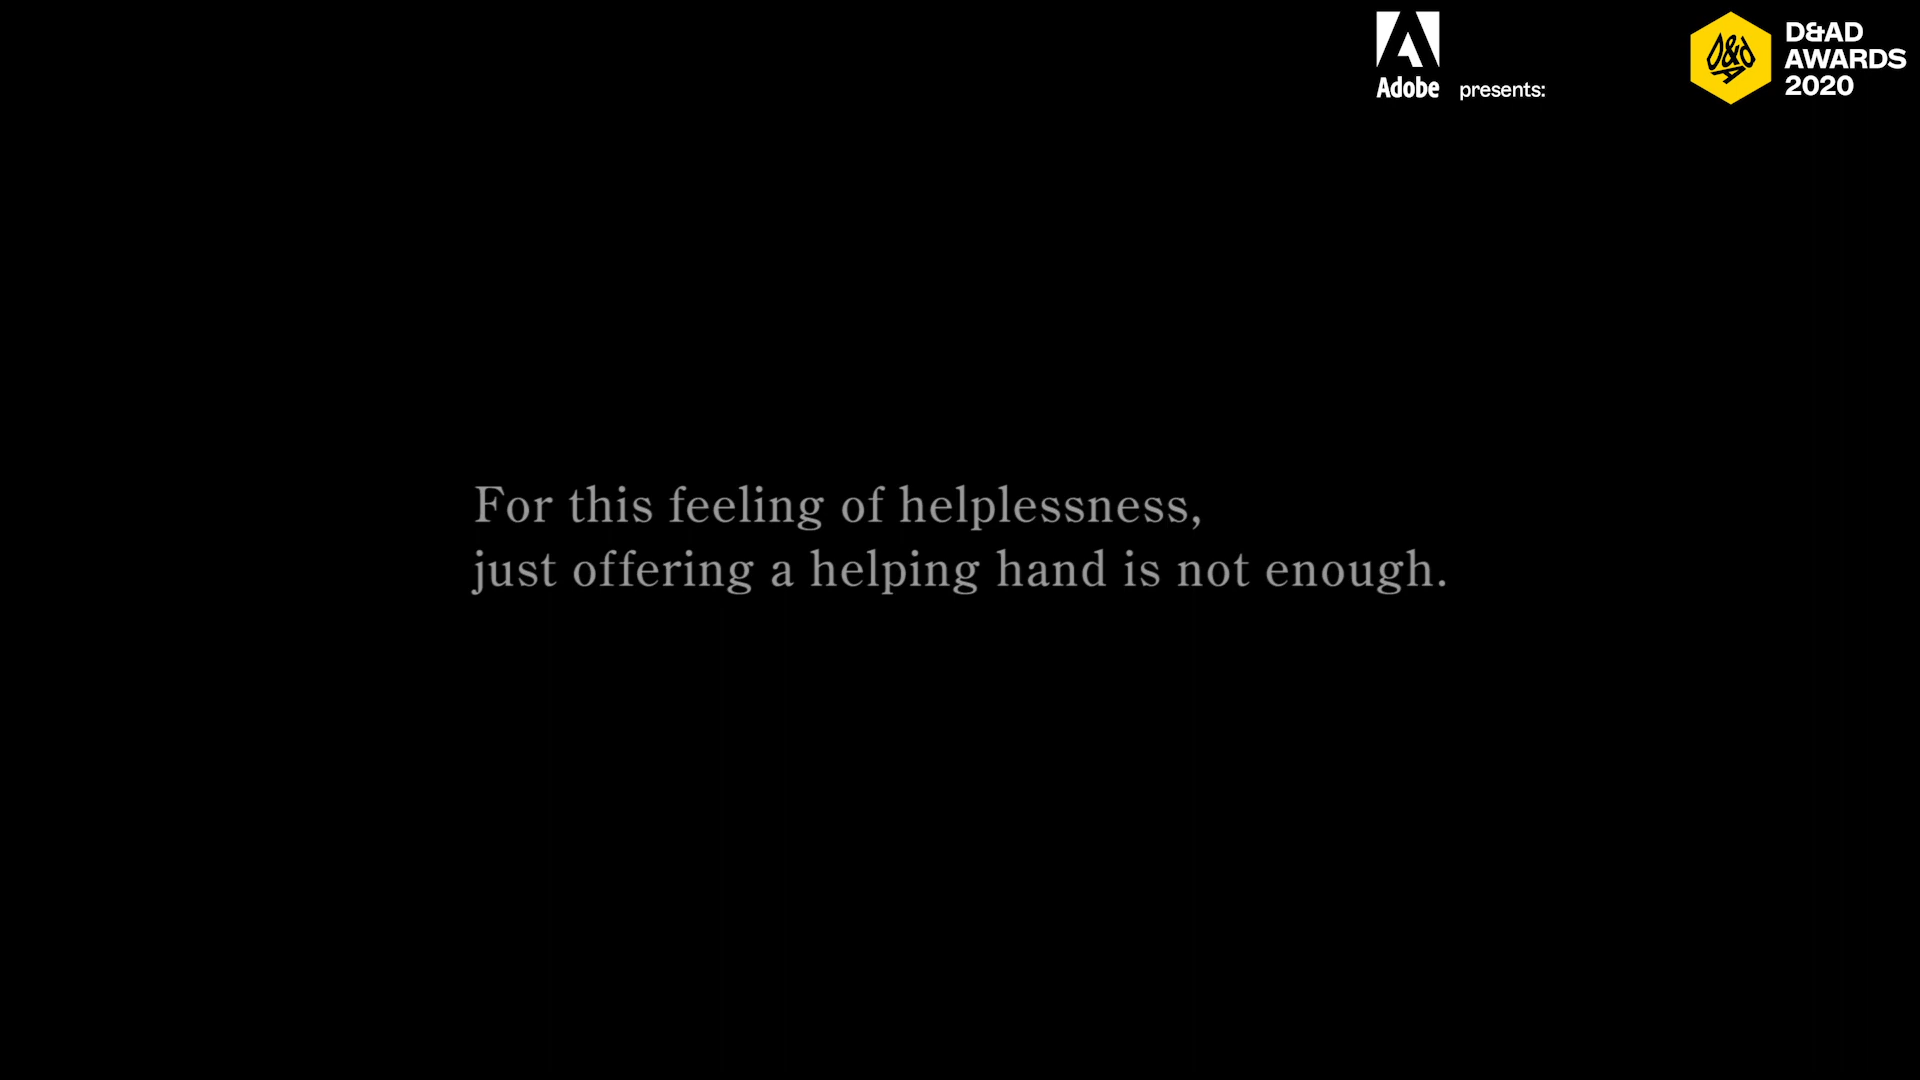 Adobe presents:
D&AD
AWARDS
2020
For this feeling of helplessness,
just offering a helping hand is not enough.